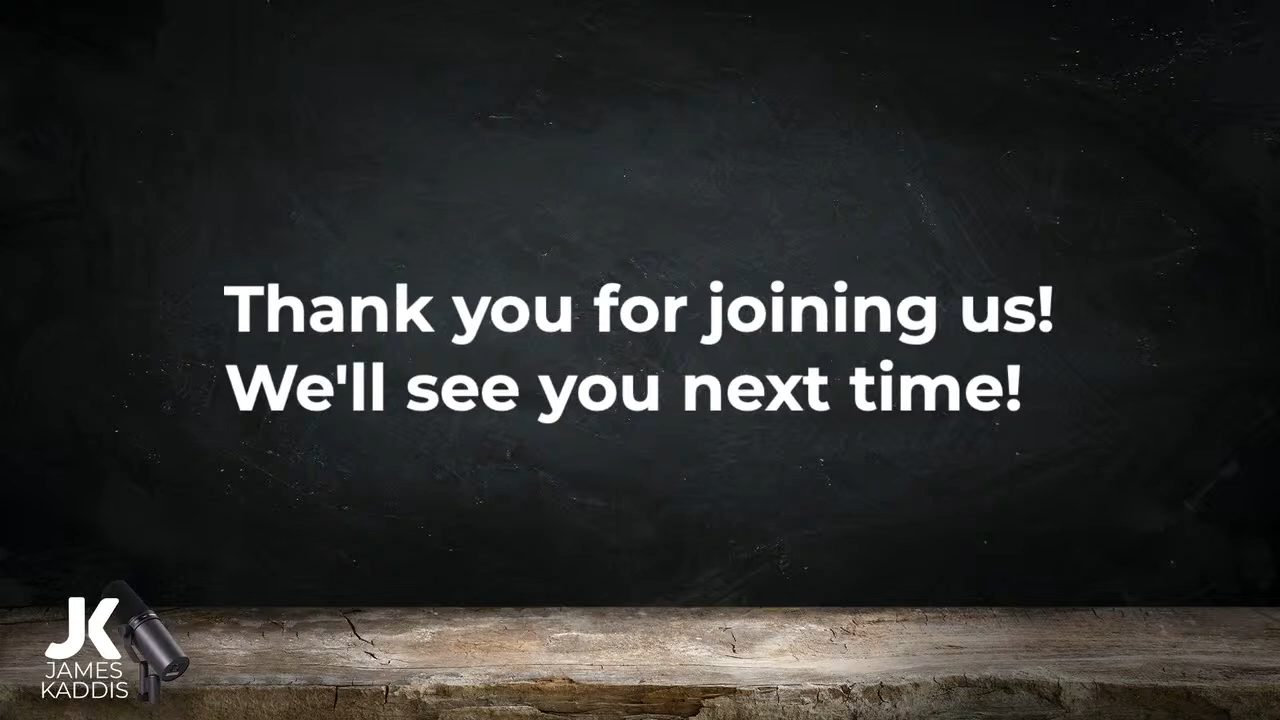 Thank you for joining us!
We'll see you next time!
JK
JAMES
KADDIS